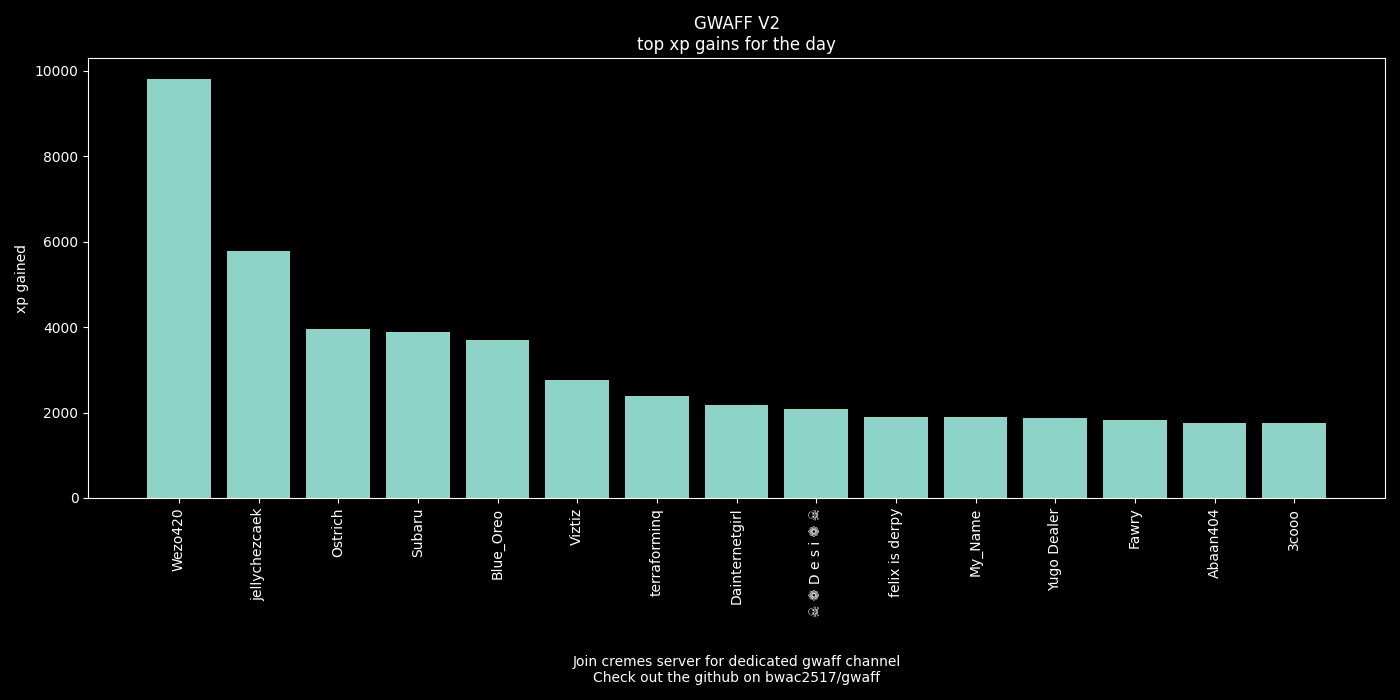 GWAFF V2
top xp gains for the day
xp gained
10000
8000
6000
4000
2000
0
Wezo420
jellychezcaek
Ostrich
Subaru
Blue_Oreo
Viztiz
terraforminq
Dainternetgirl
☠ ❁ D e s i ❁ ☠
felix is derpy
My_Name
Yugo Dealer
Fawry
Abaan404
3cooo
Join cremes server for dedicated gwaff channel
Check out the github on bwac2517/gwaff